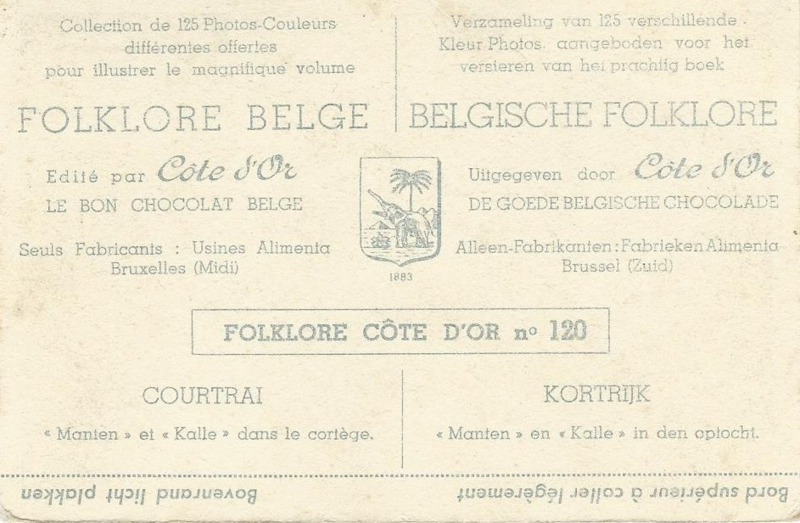 Collection de 125 Photos-Couleurs
différentes offertes
pour illustrer le magnifique volume
FOLKLORE BELGE
Edité par Côte d'Or
LE BON CHOCOLAT BELGE
Seuls Fabricants : Usines Alimenta
Bruxelles (Midi)
Verzameling van 125 verschillende
Kleur Photos aangeboden voor het
versieren van het prachtig boek
BELGISCHE FOLKLORE
Uitgegeven door Côte d'Or
DE GOEDE BELGISCHE CHOCOLADE
Alleen-Fabrikanten : Fabrieken Alimenta
Brussel (Zuid)
1883
FOLKLORE CÔTE D'OR nº 120
COURTRAI
« Manten » et « Kalle » dans le cortège.
KORTRIJK
« Manten » en « Kalle » in den optocht.
Bord supérieur à coller légèrement
Bovenrand licht plakken